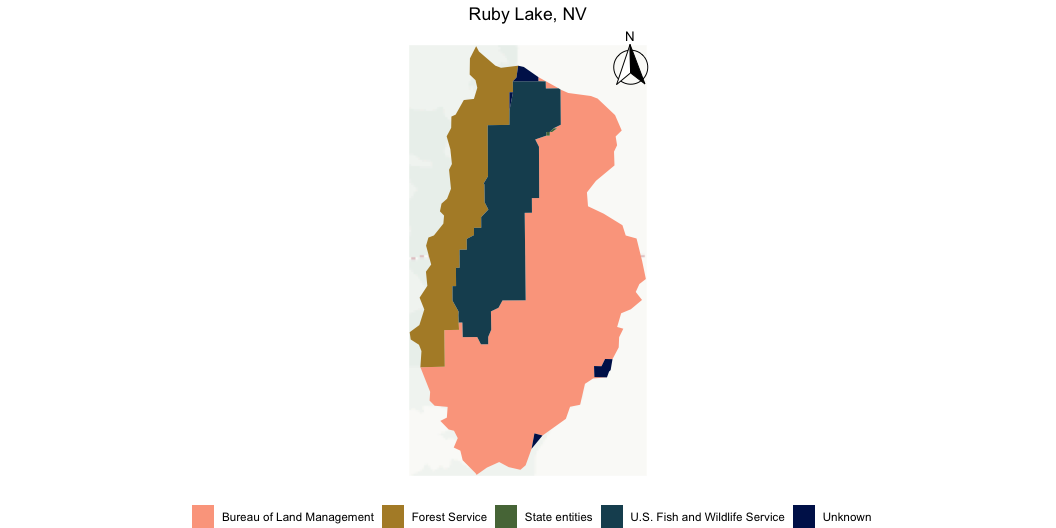 Ruby Lake, NV
N
Bureau of Land Management Forest Service State entities U.S. Fish and Wildlife Service Unknown